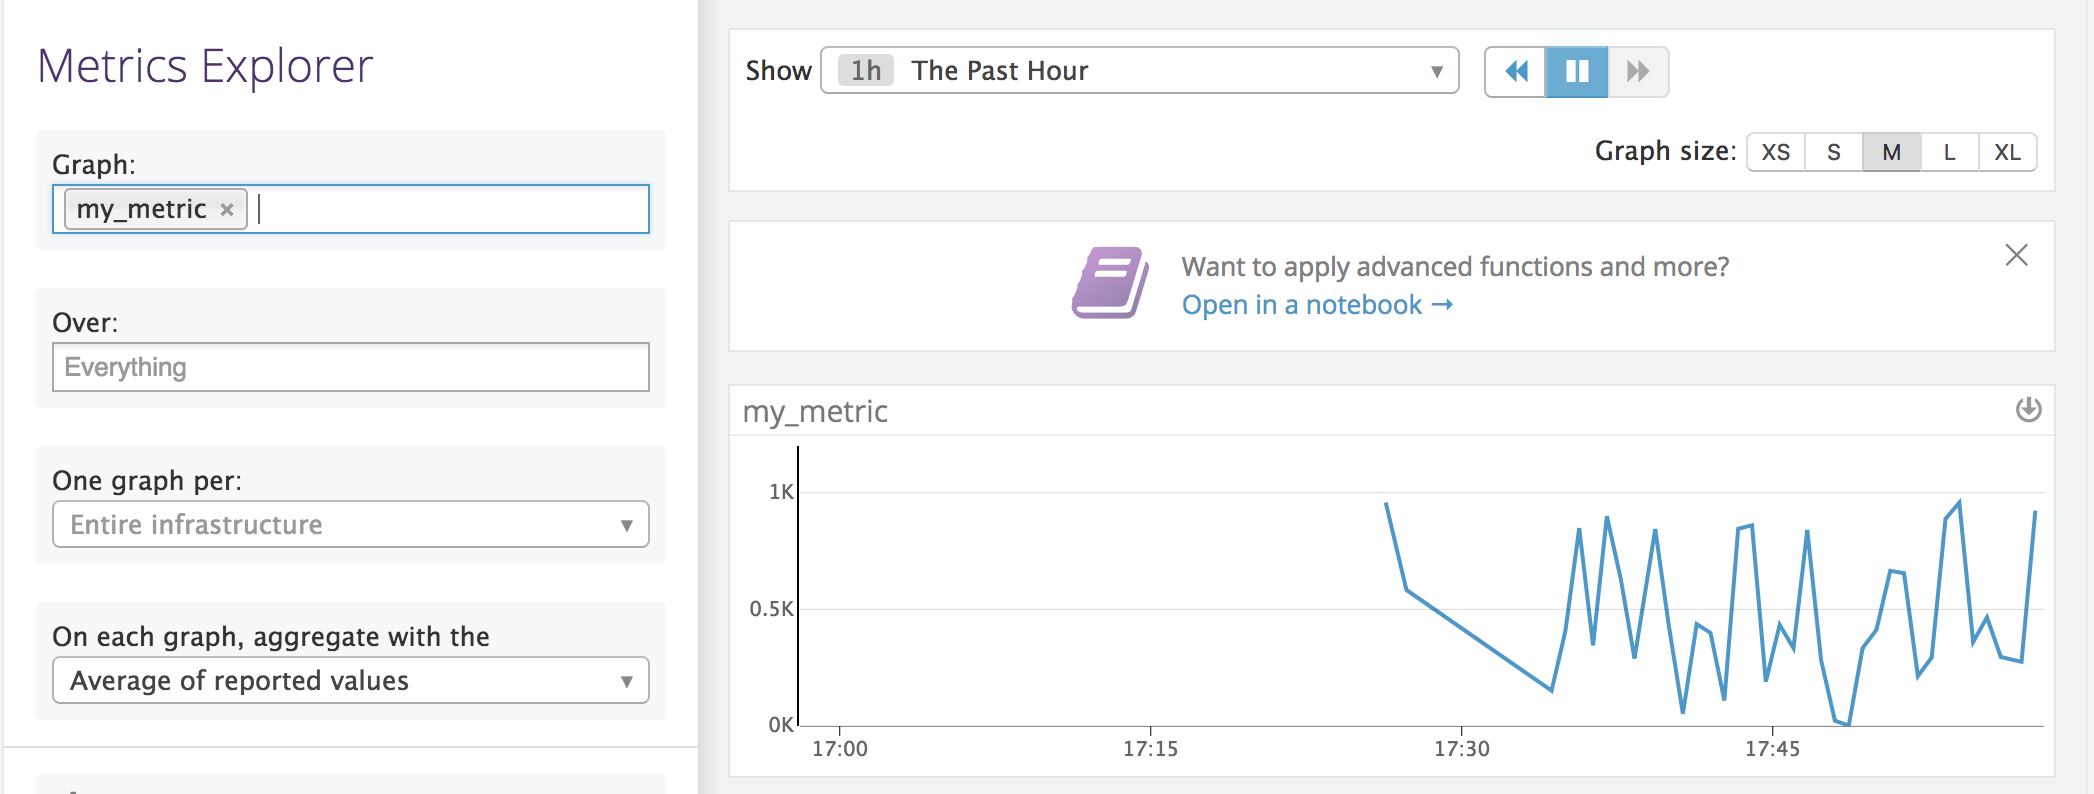 Metrics Explorer
Graph:
my_metric ×
Over:
Everything
One graph per:
Entire infrastructure
On each graph, aggregate with the
Average of reported values
Show 1h The Past Hour
Graph size: XS S M L XL
Want to apply advanced functions and more?
Open in a notebook →
my_metric
1K
0.5K
0K
17:00 17:15 17:30 17:45